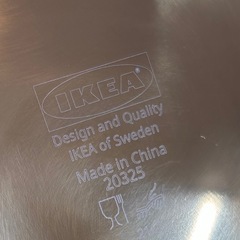 IKEA®
Design and Quality
IKEA of Sweden
Made in China
20325